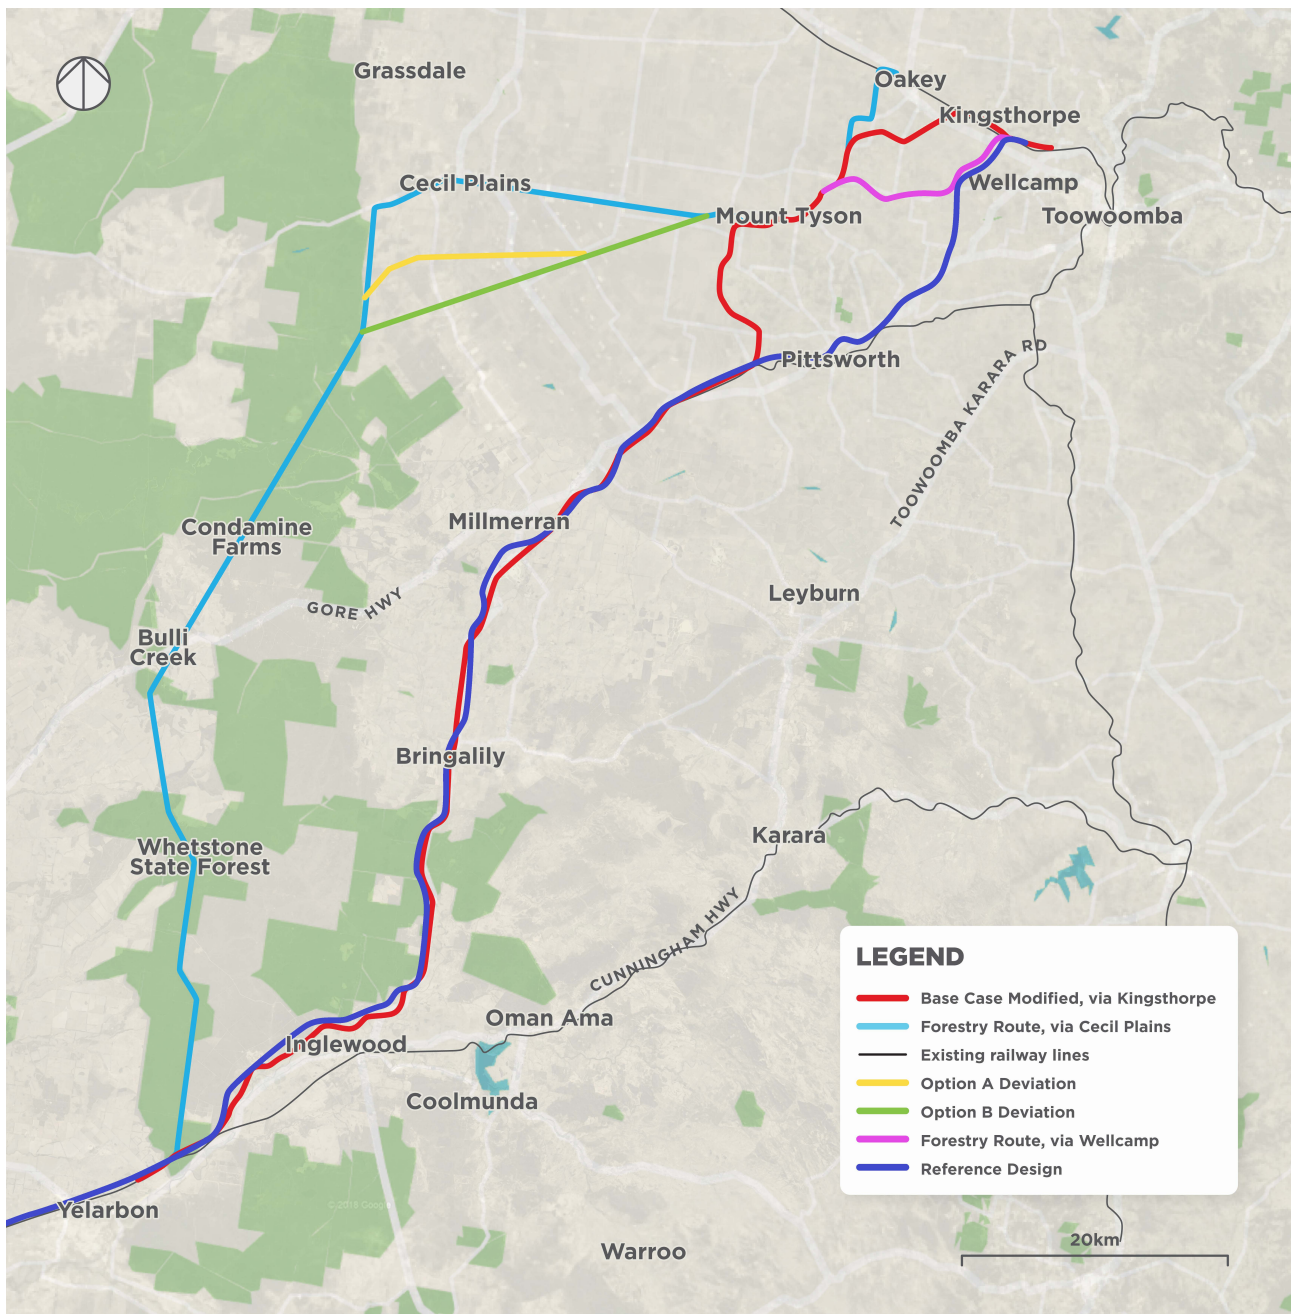 Grassdale
Oakey
Kingsthorpe
Cecil Plains
Wellcamp
Mount Tyson
Toowoomba
TOOWOOMBA KARARA RD
Pittsworth
Millmerran
Condamine
Farms
Leyburn
GORE HWY
Bulli
Creek
Bringalily
Karara
Whetstone
State Forest
CUNNINGHAM HWY
LEGEND
Base Case Modified, via Kingsthorpe
Forestry Route, via Cecil Plains
Existing railway lines
Option A Deviation
Option B Deviation
Forestry Route, via Wellcamp
Reference Design
Oman Ama
Inglewood
Coolmunda
© 2018 Google
Yelarbon
Warroo
20km